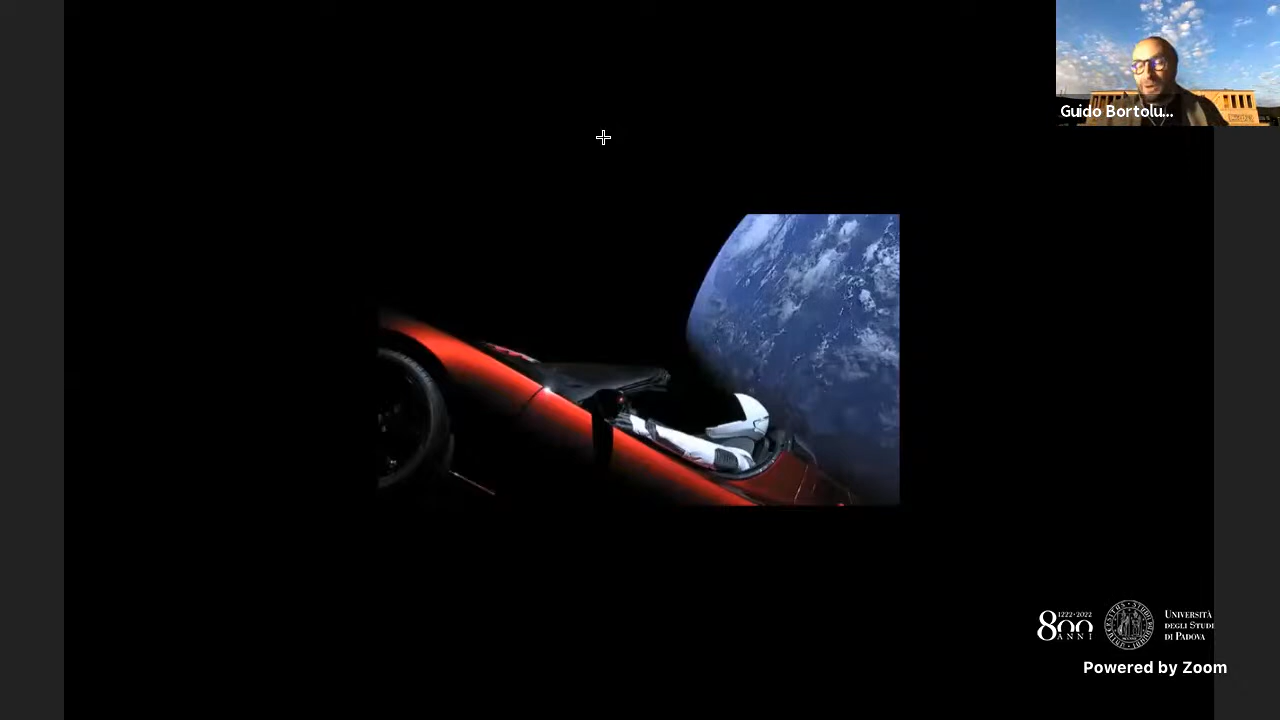 Guido Bortolu...
1222·2022
800
ANNI
UNIVERSITÀ
DEGLI STUDI
DI PADOVA
Powered by Zoom